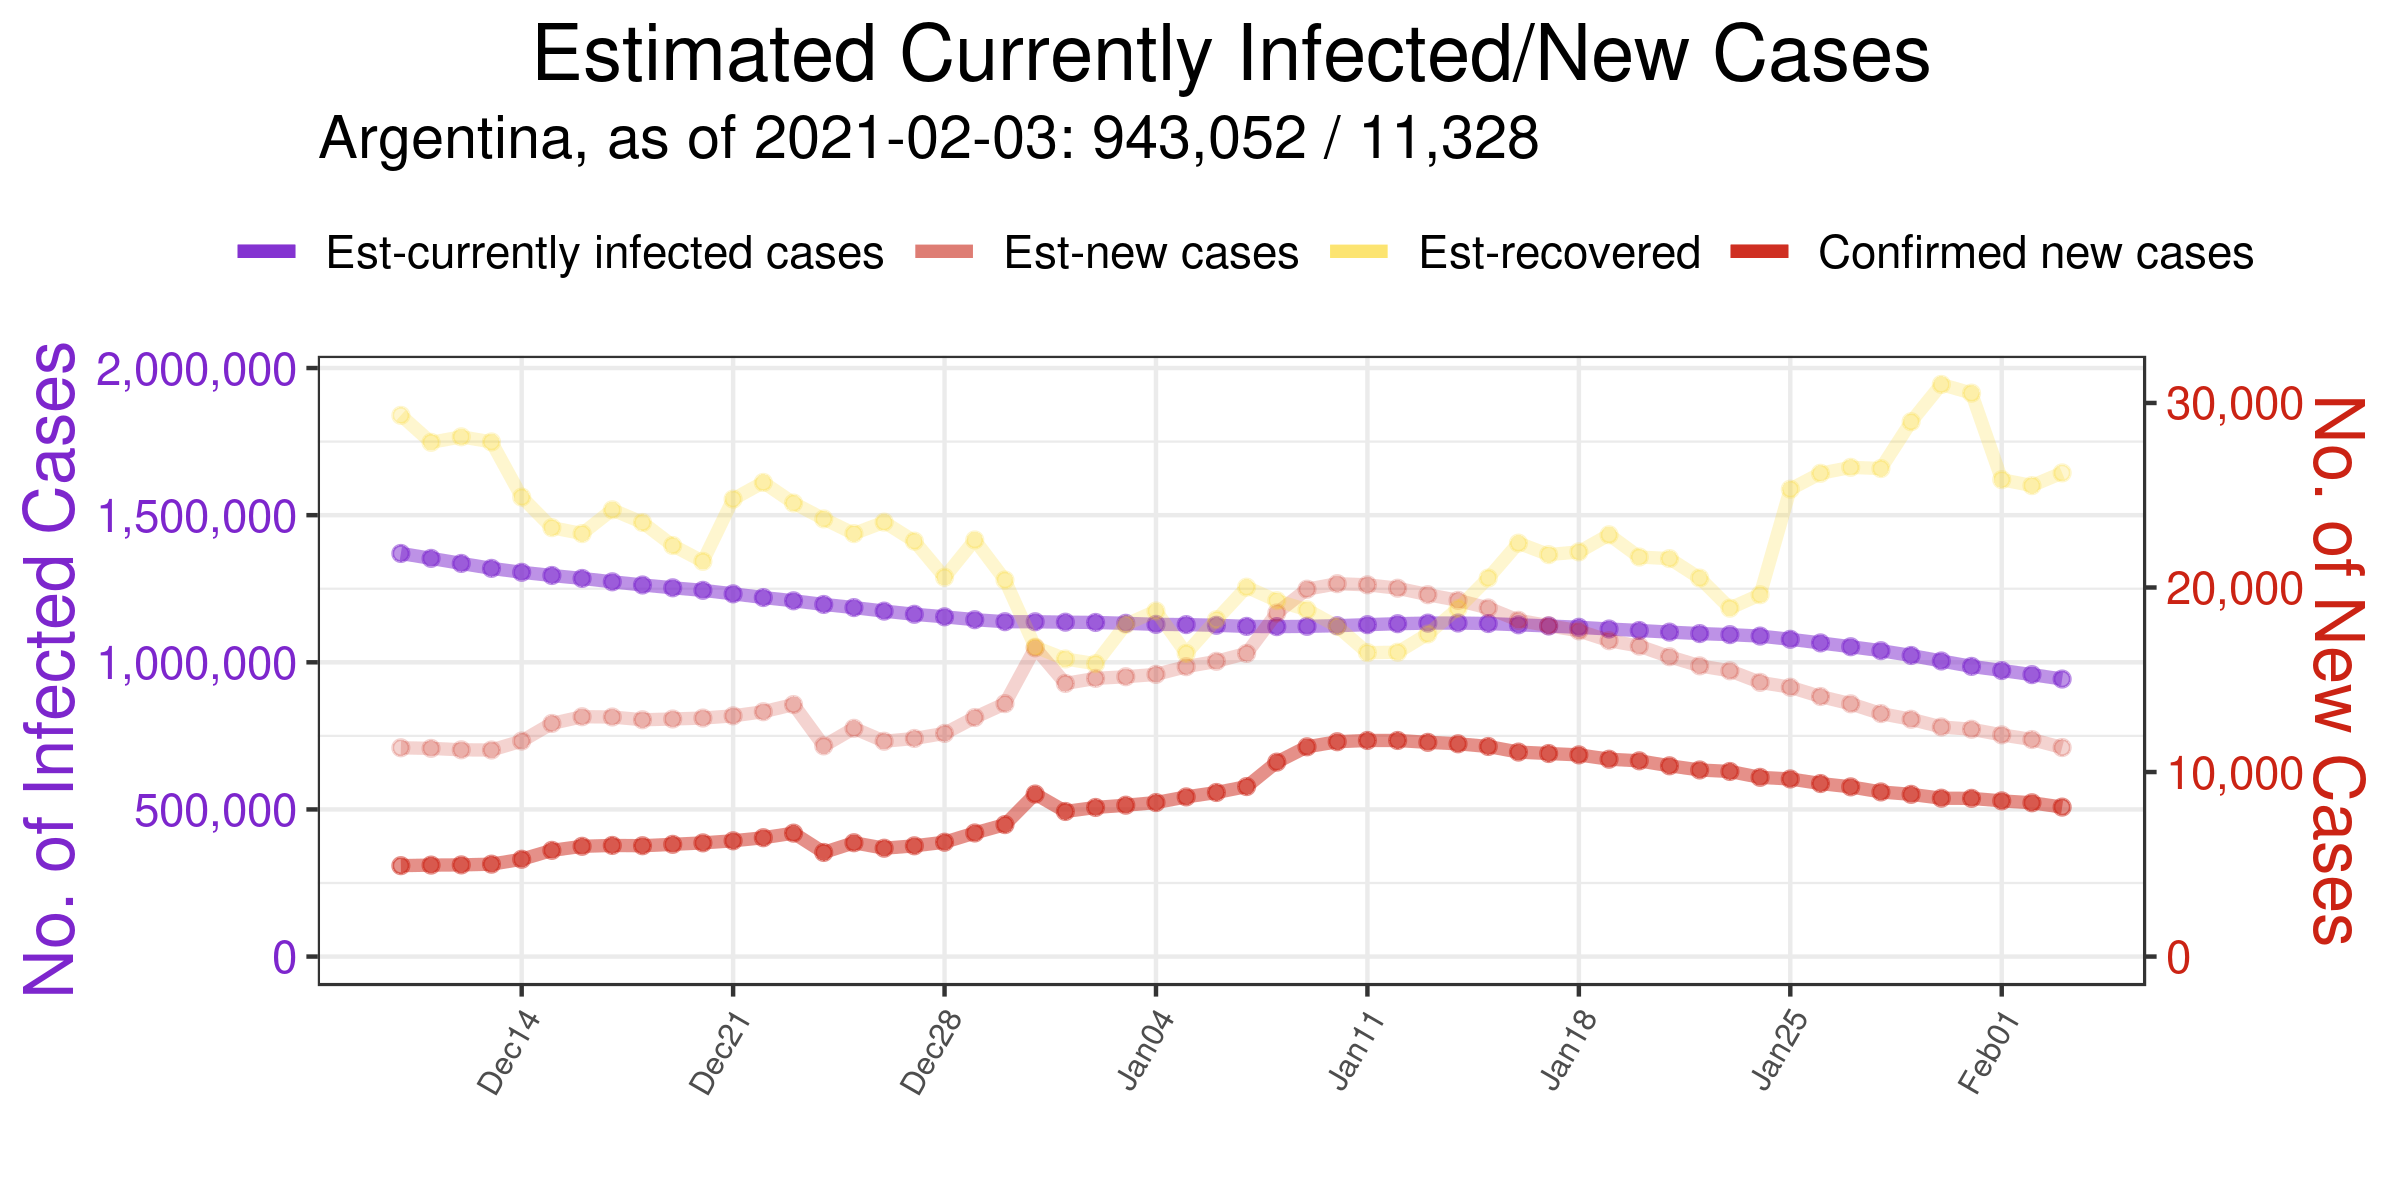 Estimated Currently Infected/New Cases
Argentina, as of 2021-02-03: 943,052 / 11,328
Est-currently infected cases Est-new cases Est-recovered Confirmed new cases
No. of Infected Cases
2,000,000
1,500,000
1,000,000
500,000
0
30,000
20,000
10,000
0
No. of New Cases
Dec14 Dec21 Dec28 Jan04 Jan11 Jan18 Jan25 Feb01